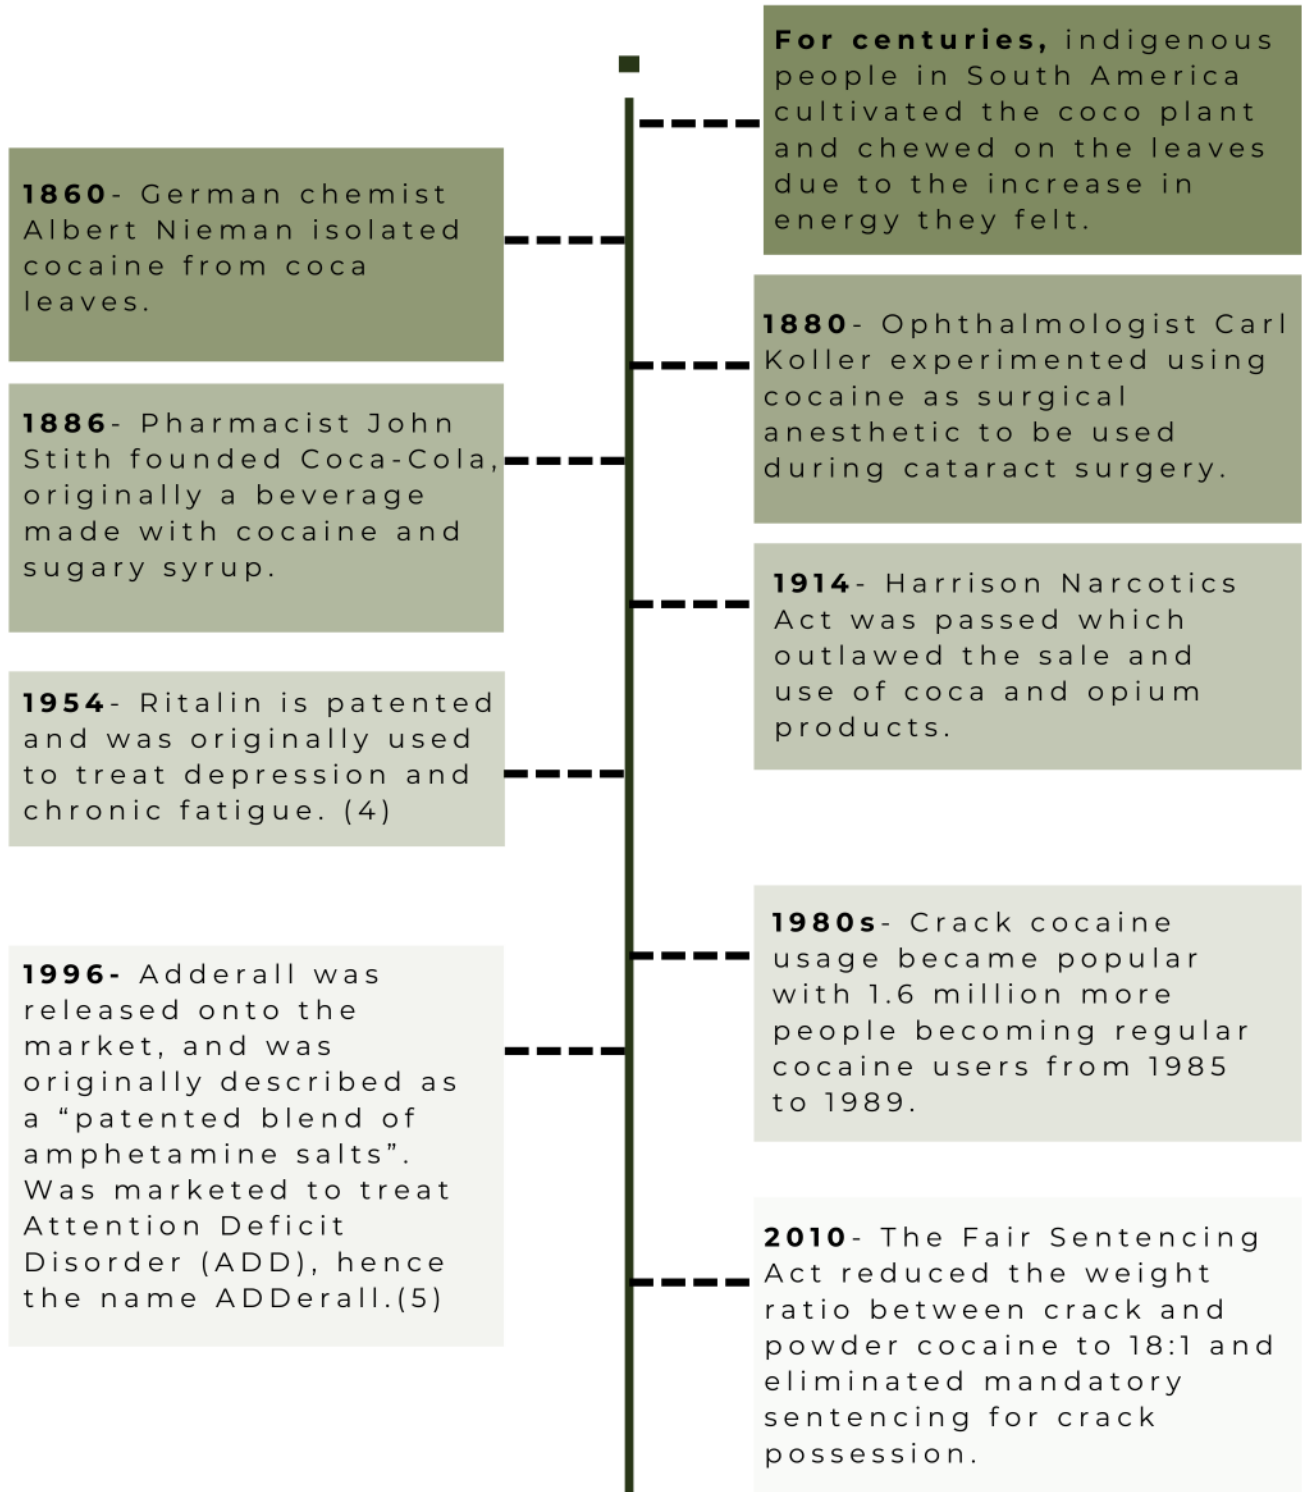 For centuries, indigenous
people in South America
cultivated the coco plant
and chewed on the leaves
due to the increase in
energy they felt.
1860- German chemist
Albert Nieman isolated
cocaine from coca
leaves.
1880- Ophthalmologist Carl
Koller experimented using
cocaine as surgical
anesthetic to be used
during cataract surgery.
1886- Pharmacist John
Stith founded Coca-Cola,
originally a beverage
made with cocaine and
sugary syrup.
1914- Harrison Narcotics
Act was passed which
outlawed the sale and
use of coca and opium
products.
1954- Ritalin is patented
and was originally used
to treat depression and
chronic fatigue. (4)
1980s- Crack cocaine
usage became popular
with 1.6 million more
people becoming regular
cocaine users from 1985
to 1989.
1996- Adderall was
released onto the
market, and was
originally described as
a “patented blend of
amphetamine salts”.
Was marketed to treat
Attention Deficit
Disorder (ADD), hence
the name ADDerall.(5)
2010- The Fair Sentencing
Act reduced the weight
ratio between crack and
powder cocaine to 18:1 and
eliminated mandatory
sentencing for crack
possession.